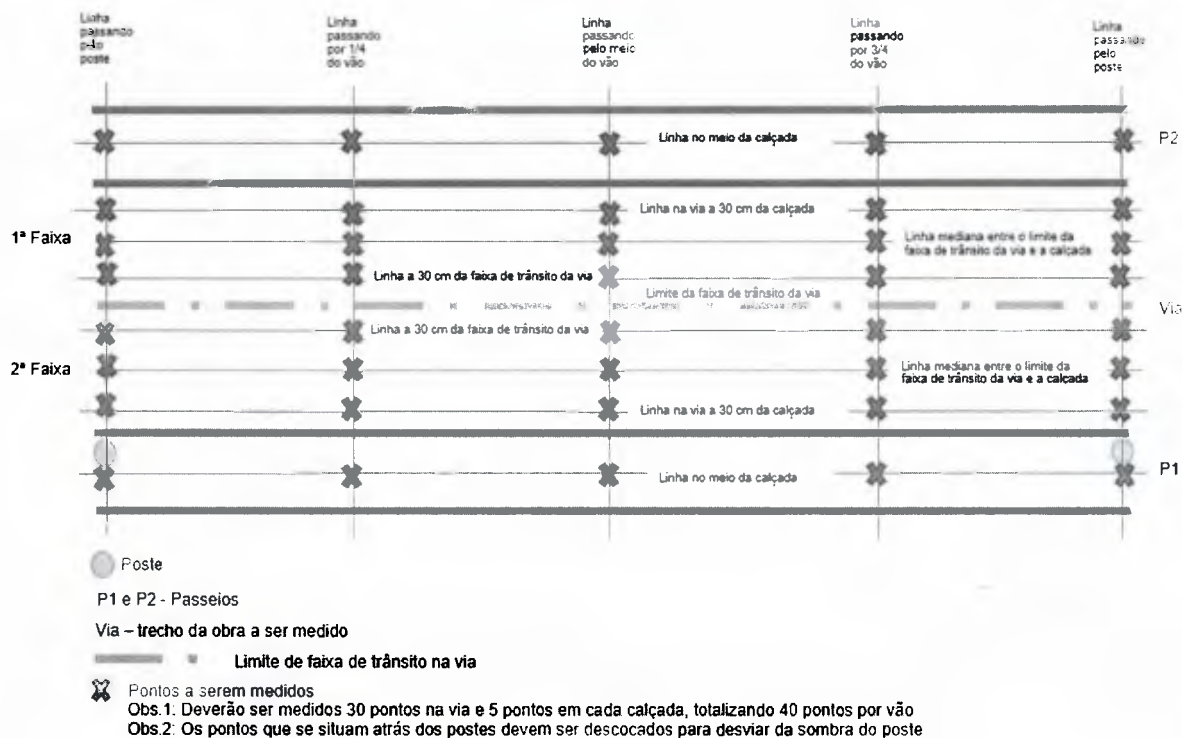 Linha
passando
pelo
poste
Linha
passando
por 1/4
do vão
Linha
passando
pelo meio
do vão
Linha
passando
por 3/4
do vão
Linha
passando
pelo
poste
Linha no meio da calçada
P2
Linha na via a 30 cm da calçada
1ª Faixa
Linha mediana entre o limite da
faixa de trânsito da via e a calçada
Linha a 30 cm da faixa de trânsito da via
Limite da faixa de trânsito da via
Via
Linha a 30 cm da faixa de trânsito da via
2ª Faixa
Linha mediana entre o limite da
faixa de trânsito da via e a calçada
Linha na via a 30 cm da calçada
Linha no meio da calçada
P1
Poste
P1 e P2 - Passeios
Via – trecho da obra a ser medido
Limite de faixa de trânsito na via
Pontos a serem medidos
Obs.1: Deverão ser medidos 30 pontos na via e 5 pontos em cada calçada, totalizando 40 pontos por vão
Obs.2: Os pontos que se situam atrás dos postes devem ser descocados para desviar da sombra do poste